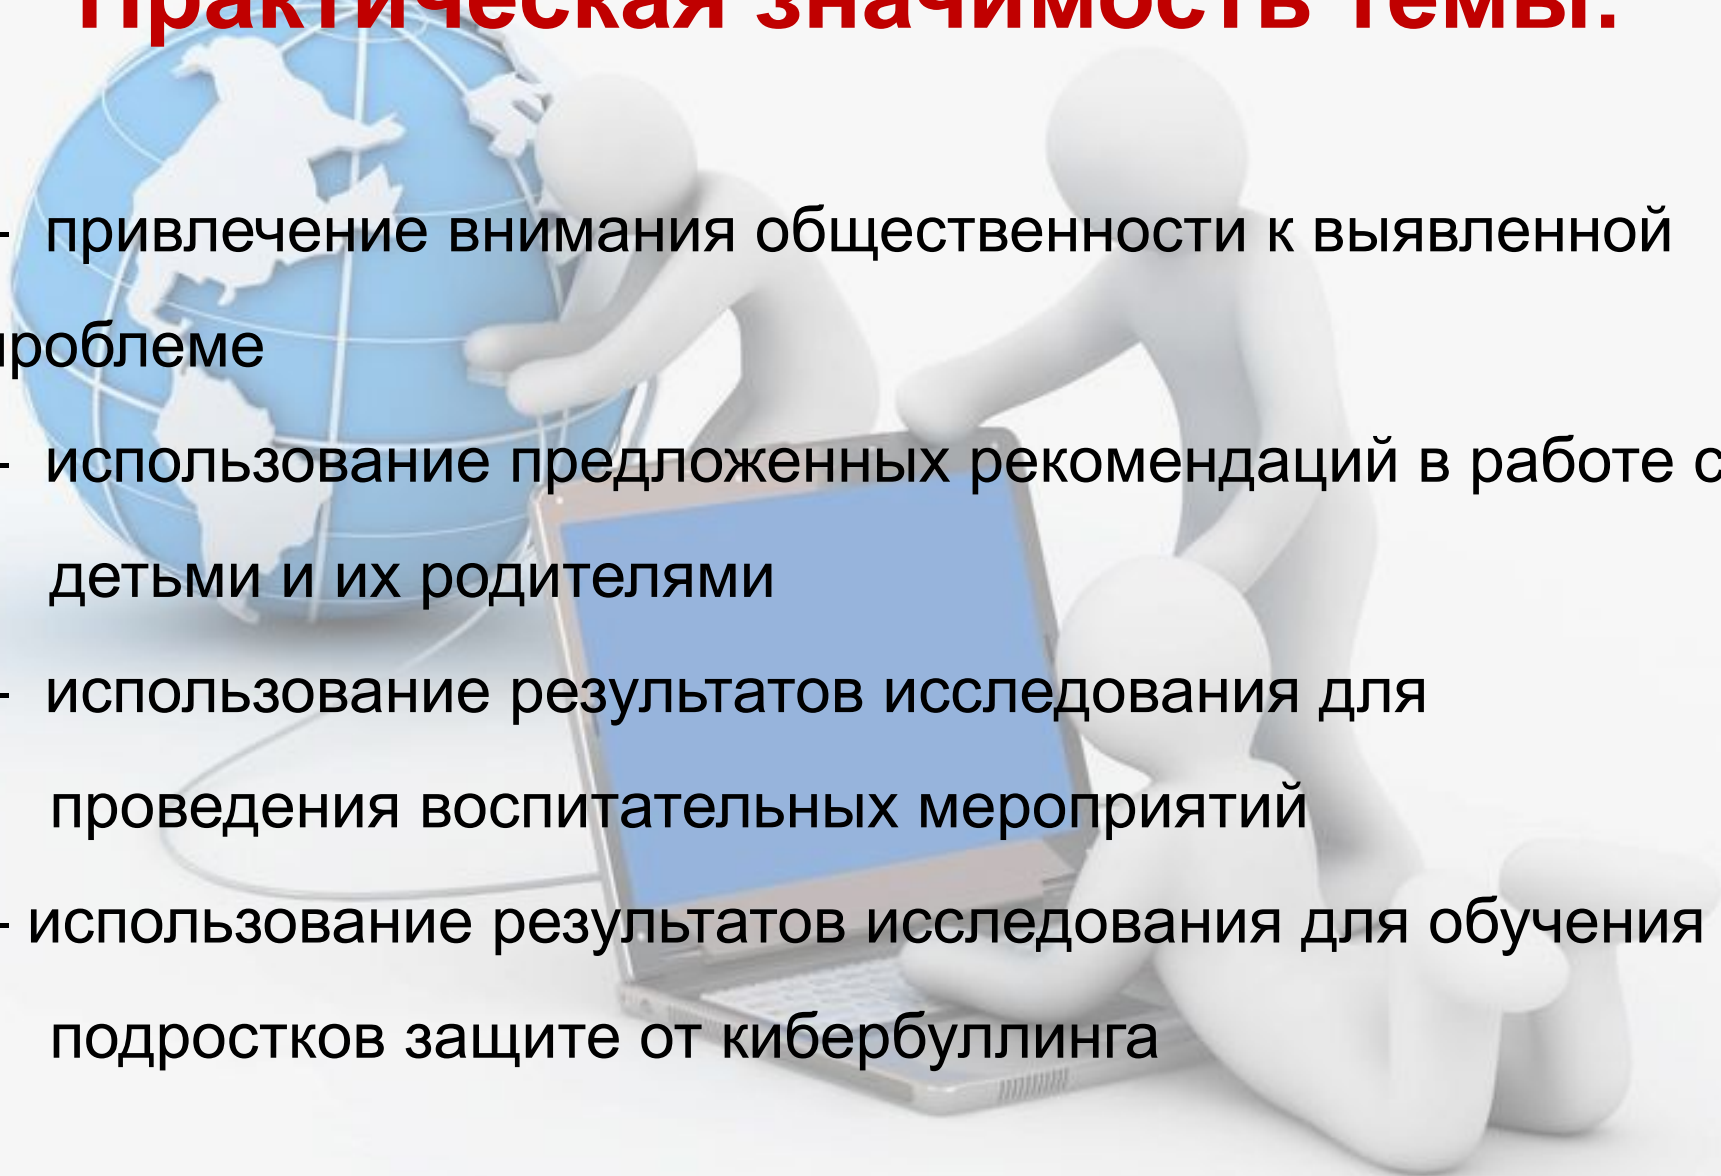 Практическая значимость темы:
- привлечение внимания общественности к выявленной
проблеме
- использование предложенных рекомендаций в работе с
детьми и их родителями
- использование результатов исследования для
проведения воспитательных мероприятий
- использование результатов исследования для обучения
подростков защите от кибербуллинга